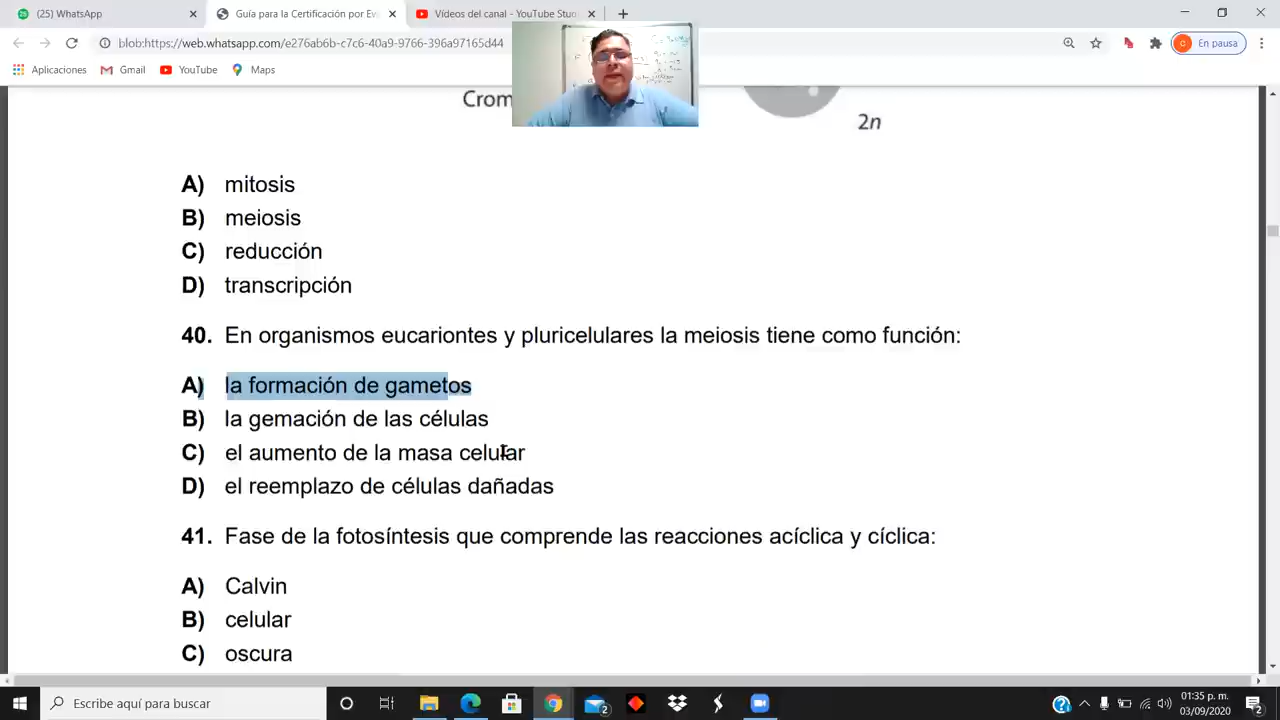 (25) WhatsApp
Guía para la Certificación por Ev
Vídeos del canal - YouTube Stu
blob:https://web.whatsapp.com/e276ab6b-c7c6-40a9-9766-396a97165d44
En pausa
Aplicaciones
Gmail
YouTube
Maps
Crom
2n
A) mitosis
B) meiosis
C) reducción
D) transcripción
40. En organismos eucariontes y pluricelulares la meiosis tiene como función:
A) la formación de gametos
B) la gemación de las células
C) el aumento de la masa celular
D) el reemplazo de células dañadas
41. Fase de la fotosíntesis que comprende las reacciones acíclica y cíclica:
A) Calvin
B) celular
C) oscura
Escribe aquí para buscar
01:35 p. m.
03/09/2020